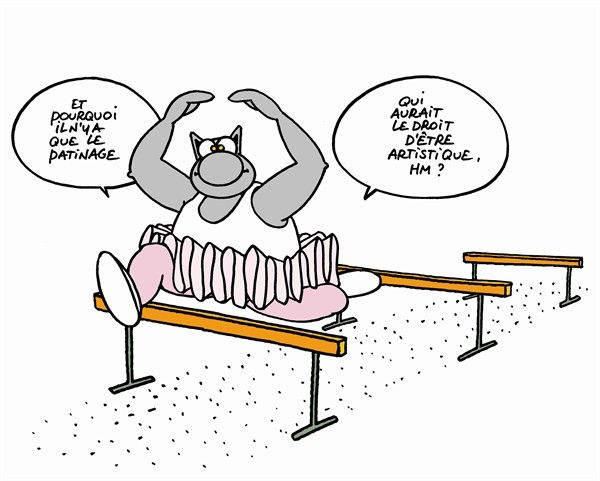 ET
POURQUOI
IL N'Y A
QUE LE
PATINAGE
QUI
AURAIT
LE DROIT
D'ÊTRE
ARTISTIQUE,
HM ?